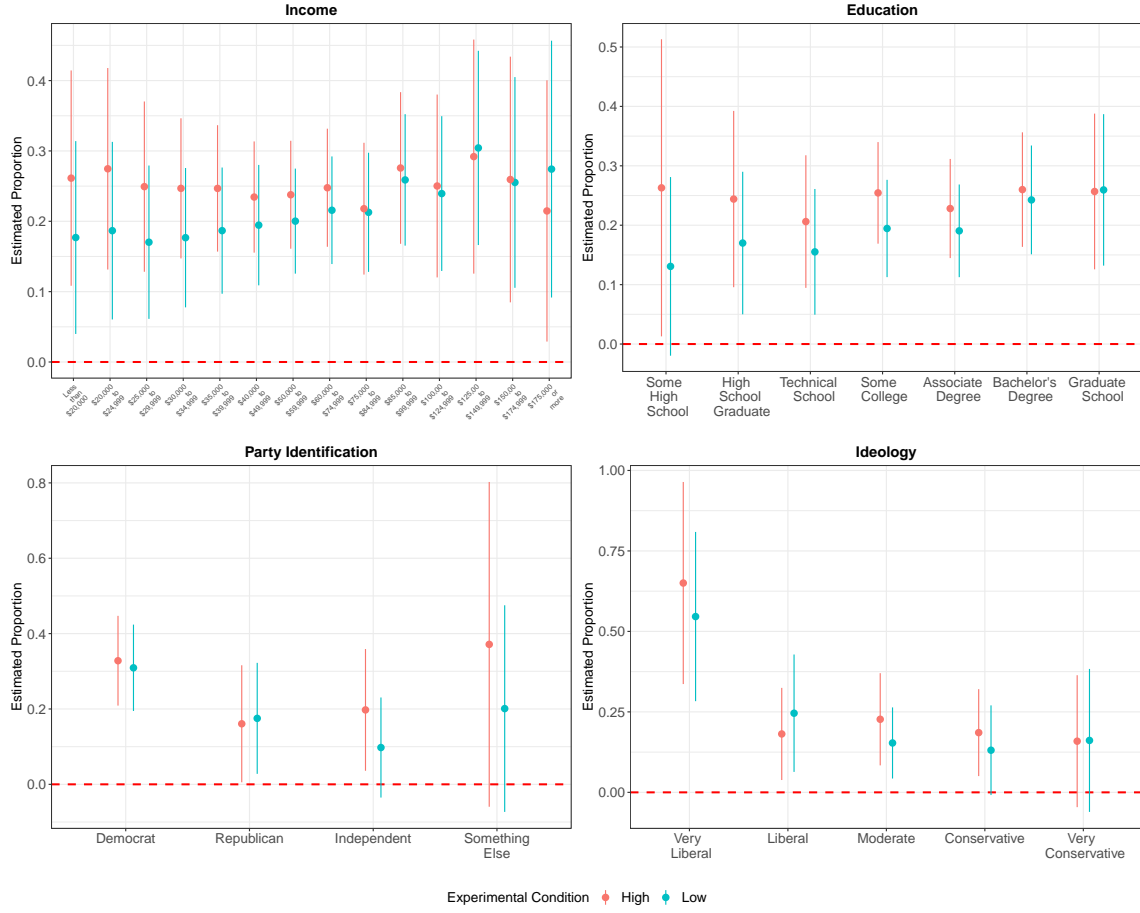 Income
Estimated Proportion
0.4
0.3
0.2
0.1
0.0
Less
than
$20,000
$20,000
to
$24,999
$25,000
to
$29,999
$30,000
to
$34,999
$35,000
to
$39,999
$40,000
to
$49,999
$50,000
to
$59,999
$60,000
to
$74,999
$75,000
to
$84,999
$85,000
to
$99,999
$100,00
to
$124,999
$125,00
to
$149,999
$150,00
to
$174,999
$175,000
or
more
Education
Estimated Proportion
0.5
0.4
0.3
0.2
0.1
0.0
Some
High
School
High
School
Graduate
Technical
School
Some
College
Associate
Degree
Bachelor's
Degree
Graduate
School
Party Identification
Estimated Proportion
0.8
0.6
0.4
0.2
0.0
Democrat
Republican
Independent
Something
Else
Ideology
Estimated Proportion
1.00
0.75
0.50
0.25
0.00
Very
Liberal
Liberal
Moderate
Conservative
Very
Conservative
Experimental Condition High Low